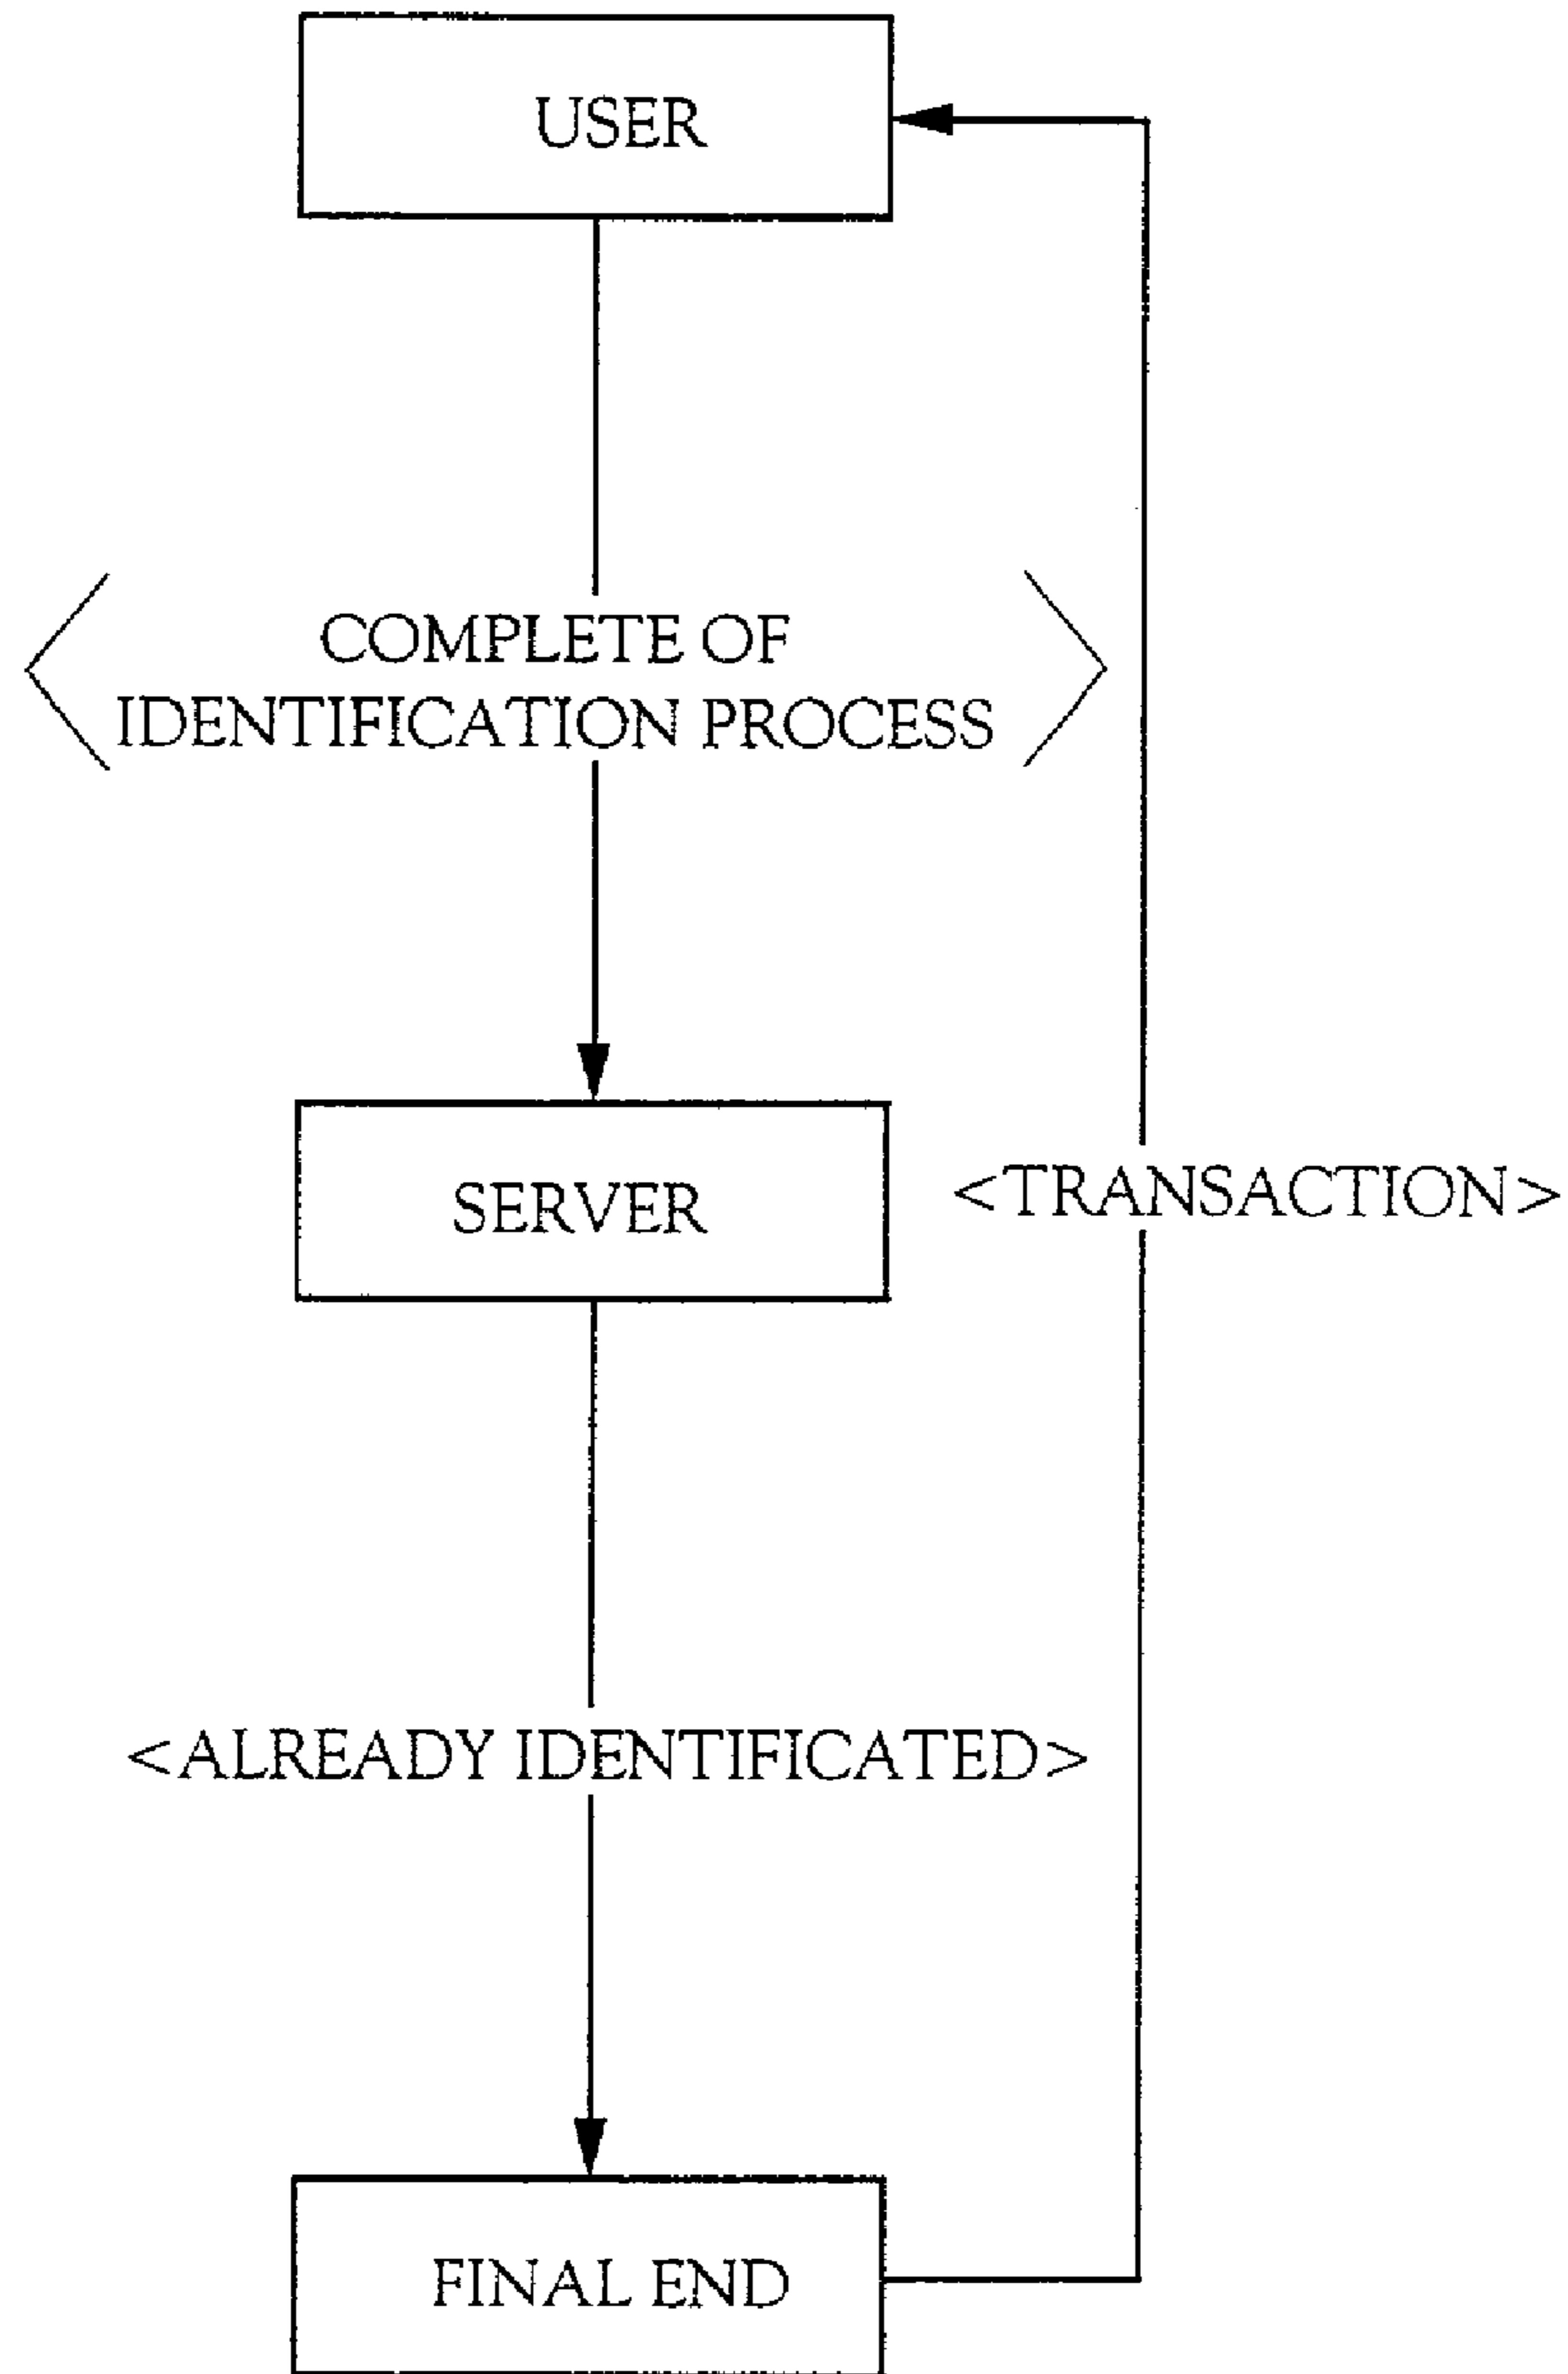 USER
COMPLETE OF
IDENTIFICATION PROCESS
SERVER
<TRANSACTION>
<ALREADY IDENTIFICATED>
FINAL END